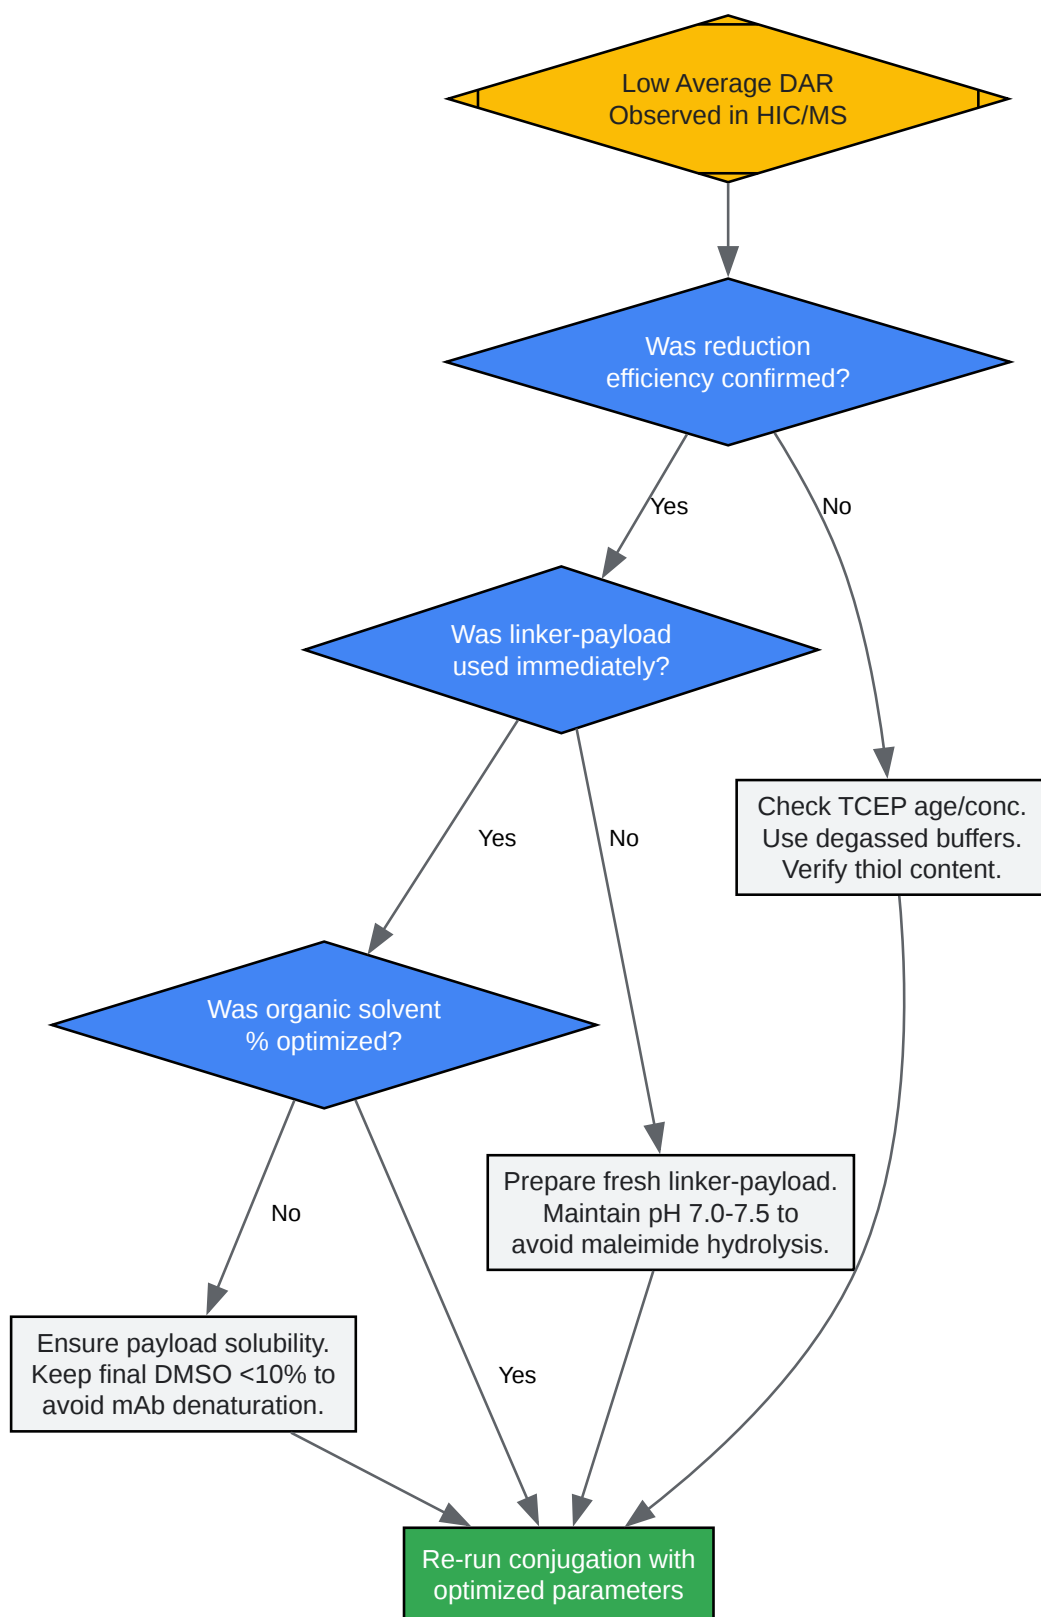 Low Average DAR
Observed in HIC/MS
Was reduction
efficiency confirmed?
Yes
No
Was linker-payload
used immediately?
Check TCEP age/conc.
Use degassed buffers.
Verify thiol content.
Yes
No
Was organic solvent
% optimized?
Prepare fresh linker-payload.
Maintain pH 7.0-7.5 to
avoid maleimide hydrolysis.
No
Ensure payload solubility.
Keep final DMSO <10% to
avoid mAb denaturation.
Yes
Re-run conjugation with
optimized parameters